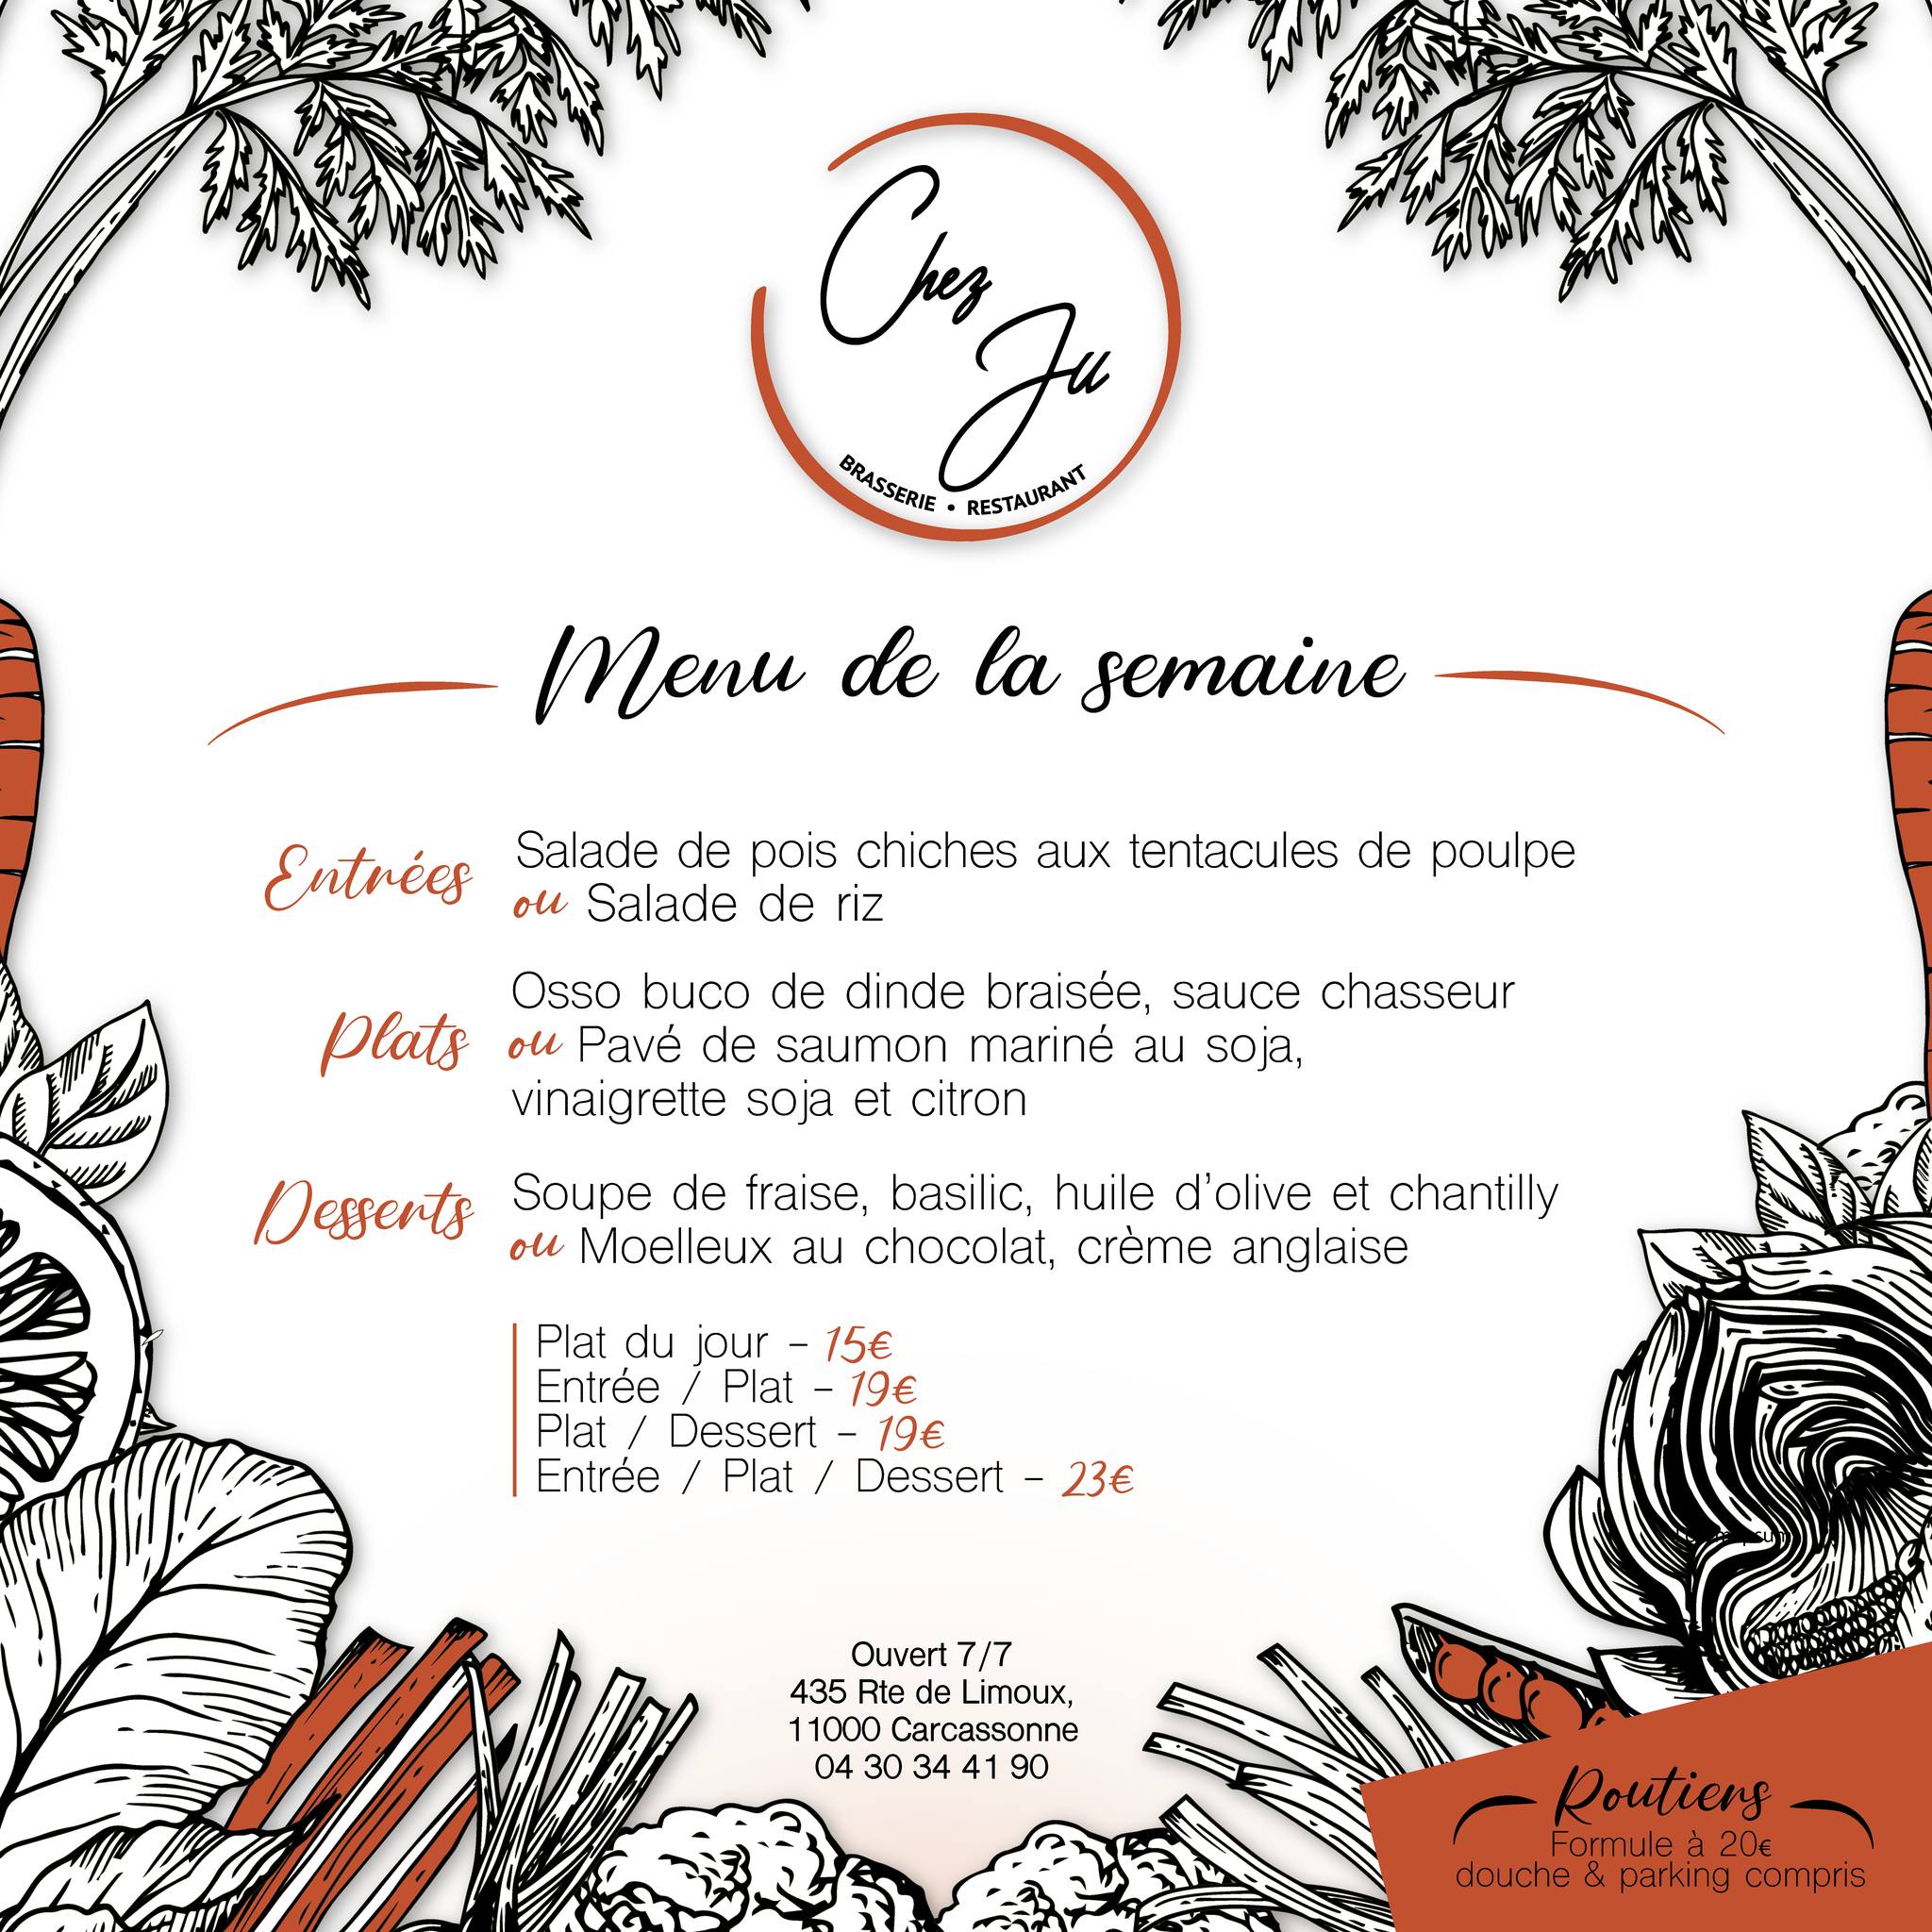 Chez
Ju
BRASSERIE • RESTAURANT
Menu de la semaine
Entrées
Salade de pois chiches aux tentacules de poulpe
ou Salade de riz
Plats
Osso buco de dinde braisée, sauce chasseur
ou Pavé de saumon mariné au soja,
vinaigrette soja et citron
Desserts
Soupe de fraise, basilic, huile d'olive et chantilly
ou Moelleux au chocolat, crème anglaise
Plat du jour - 15€
Entrée / Plat - 19€
Plat / Dessert - 19€
Entrée / Plat / Dessert - 23€
Ouvert 7/7
435 Rte de Limoux,
11000 Carcassonne
04 30 34 41 90
Routiers
Formule à 20€
douche & parking compris